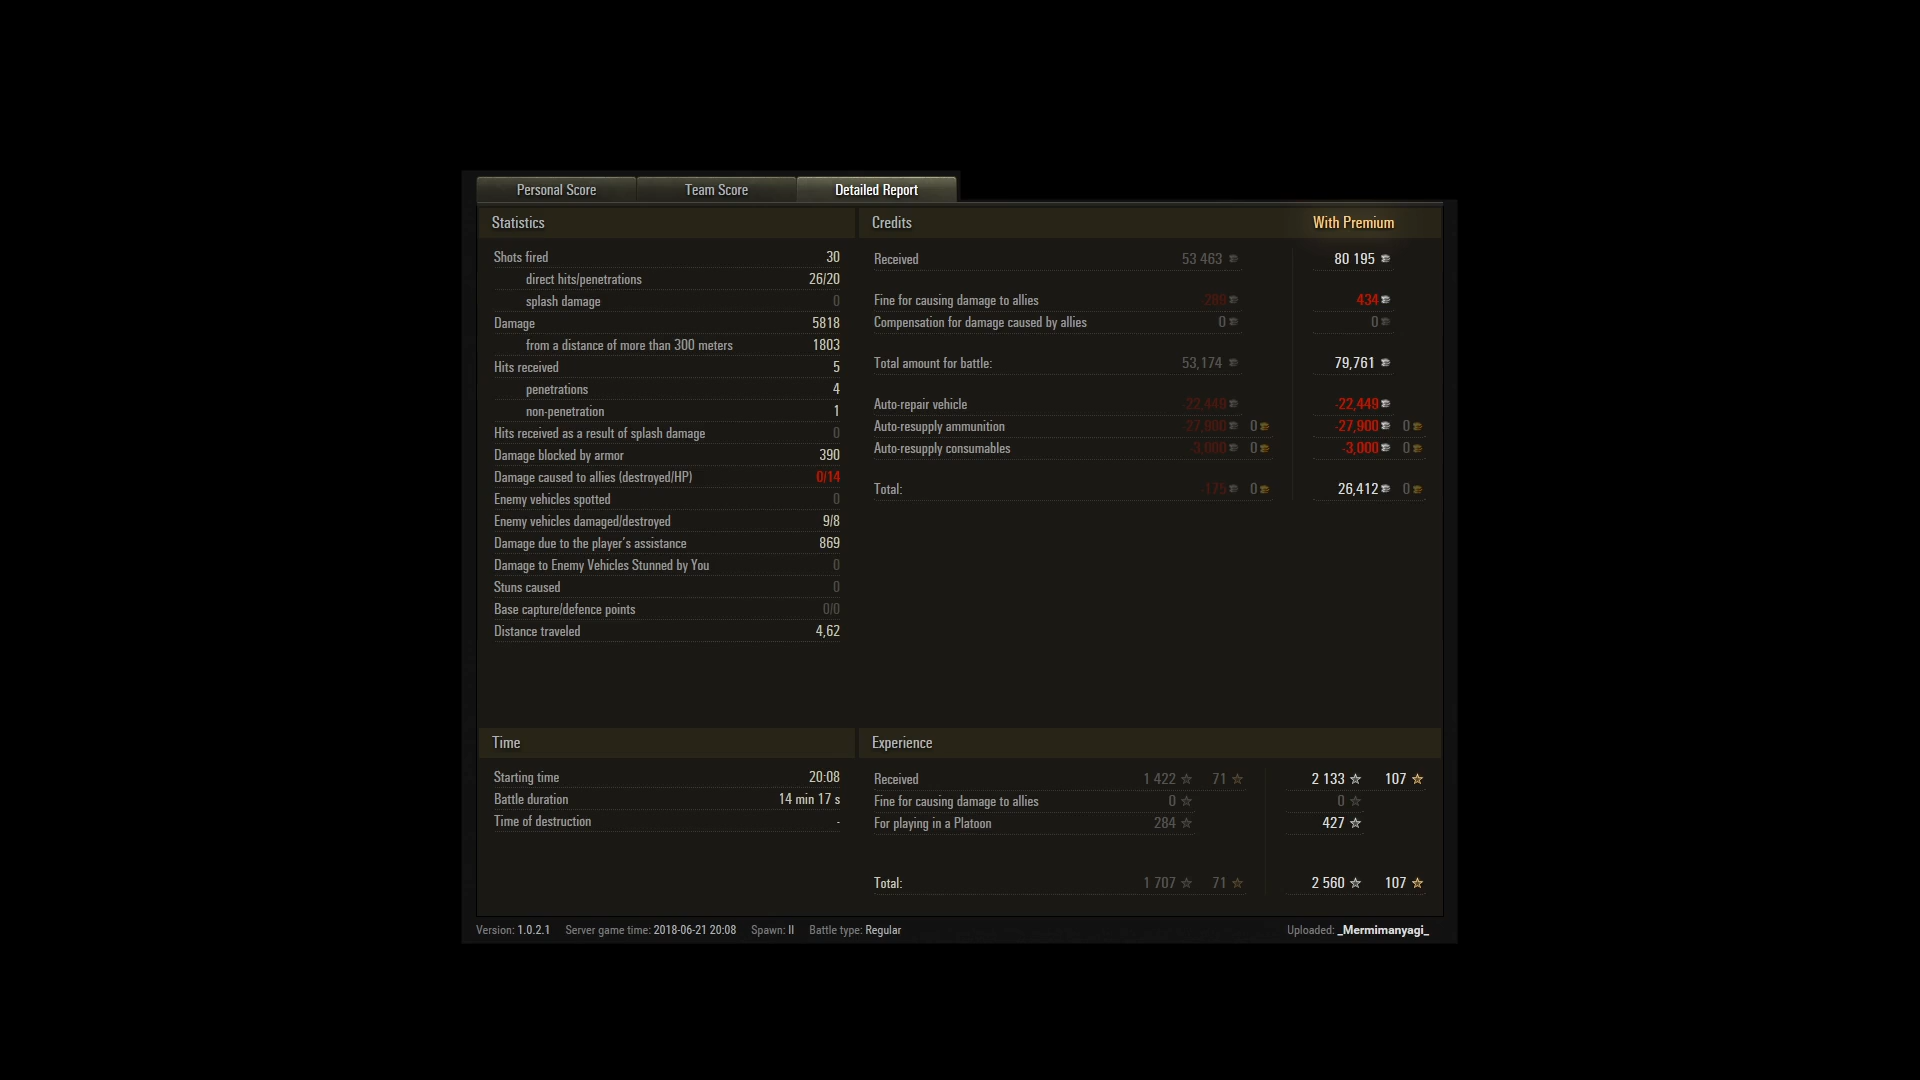 Personal Score Team Score Detailed Report
Statistics
Shots fired 30
direct hits/penetrations 26/20
splash damage 0
Damage 5818
from a distance of more than 300 meters 1803
Hits received 5
penetrations 4
non-penetration 1
Hits received as a result of splash damage 0
Damage blocked by armor 390
Damage caused to allies (destroyed/HP) 0/14
Enemy vehicles spotted 0
Enemy vehicles damaged/destroyed 9/8
Damage due to the player's assistance 869
Damage to Enemy Vehicles Stunned by You 0
Stuns caused 0
Base capture/defence points 0/0
Distance traveled 4,62
Credits With Premium
Received 53 463 80 195
Fine for causing damage to allies -289 434
Compensation for damage caused by allies 0 0
Total amount for battle: 53,174 79,761
Auto-repair vehicle -22,449 -22,449
Auto-resupply ammunition -27,900 0 -27,900 0
Auto-resupply consumables -3,000 0 -3,000 0
Total: -175 0 26,412 0
Time
Starting time 20:08
Battle duration 14 min 17 s
Time of destruction -
Experience
Received 1 422 71 2 133 107
Fine for causing damage to allies 0 0
For playing in a Platoon 284 427
Total: 1 707 71 2 560 107
Version: 1.0.2.1 Server game time: 2018-06-21 20:08 Spawn: II Battle type: Regular Uploaded: _Mermimanyagi_